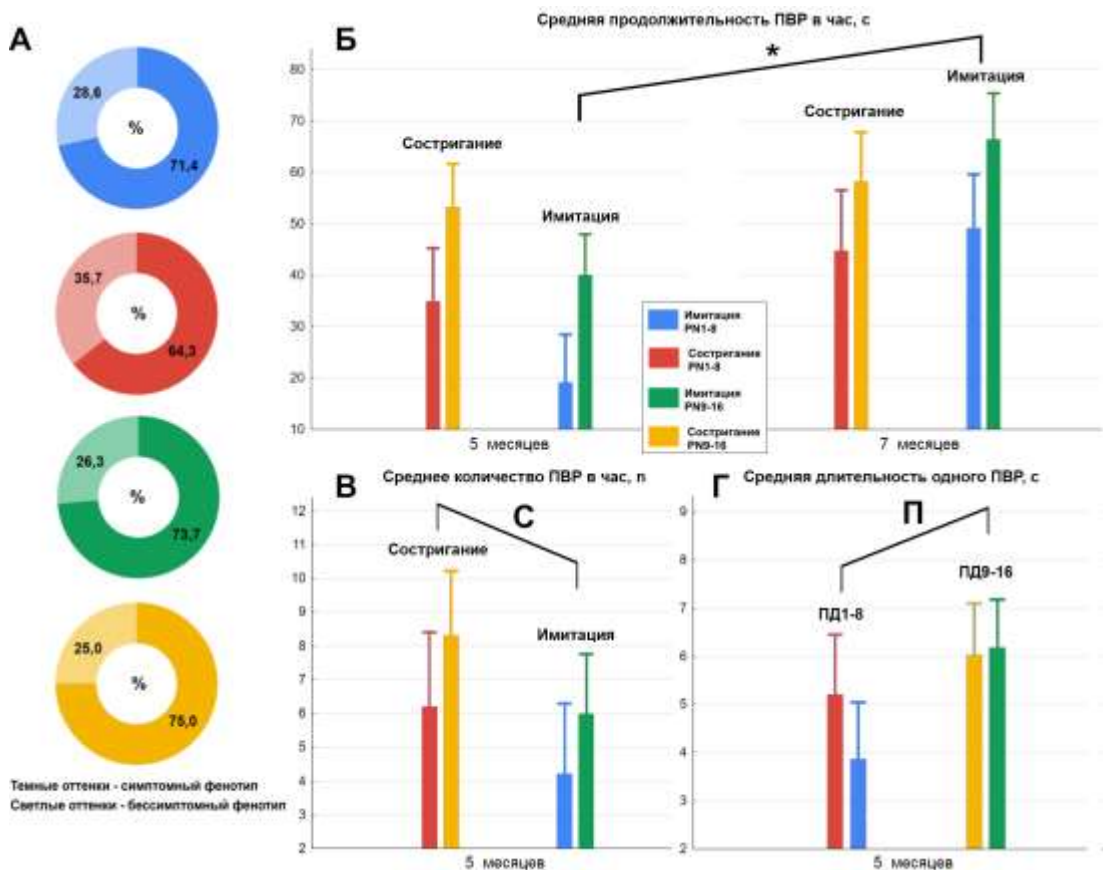 А
28,6
%
71,4
35,7
%
64,3
26,3
%
73,7
25,0
%
75,0
Темные оттенки - симптомный фенотип
Светлые оттенки - бессимптомный фенотип
Б
Средняя продолжительность ПВР в час, с
*
80
70
60
50
40
30
20
10
Состригание
Имитация
Состригание
Имитация
Имитация
PN1-8
Состригание
PN1-8
Имитация
PN9-16
Состригание
PN9-16
5 месяцев
7 месяцев
В
Среднее количество ПВР в час, n
С
12
11
10
9
8
7
6
5
4
3
2
Состригание
Имитация
5 месяцев
Г
Средняя длительность одного ПВР, с
П
9
8
7
6
5
4
3
2
ПД1-8
ПД9-16
5 месяцев